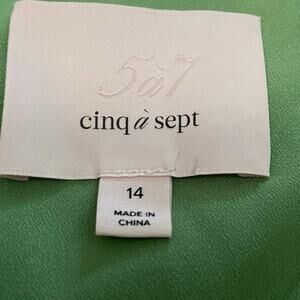 5à7
cinq à sept
14
MADE IN
CHINA